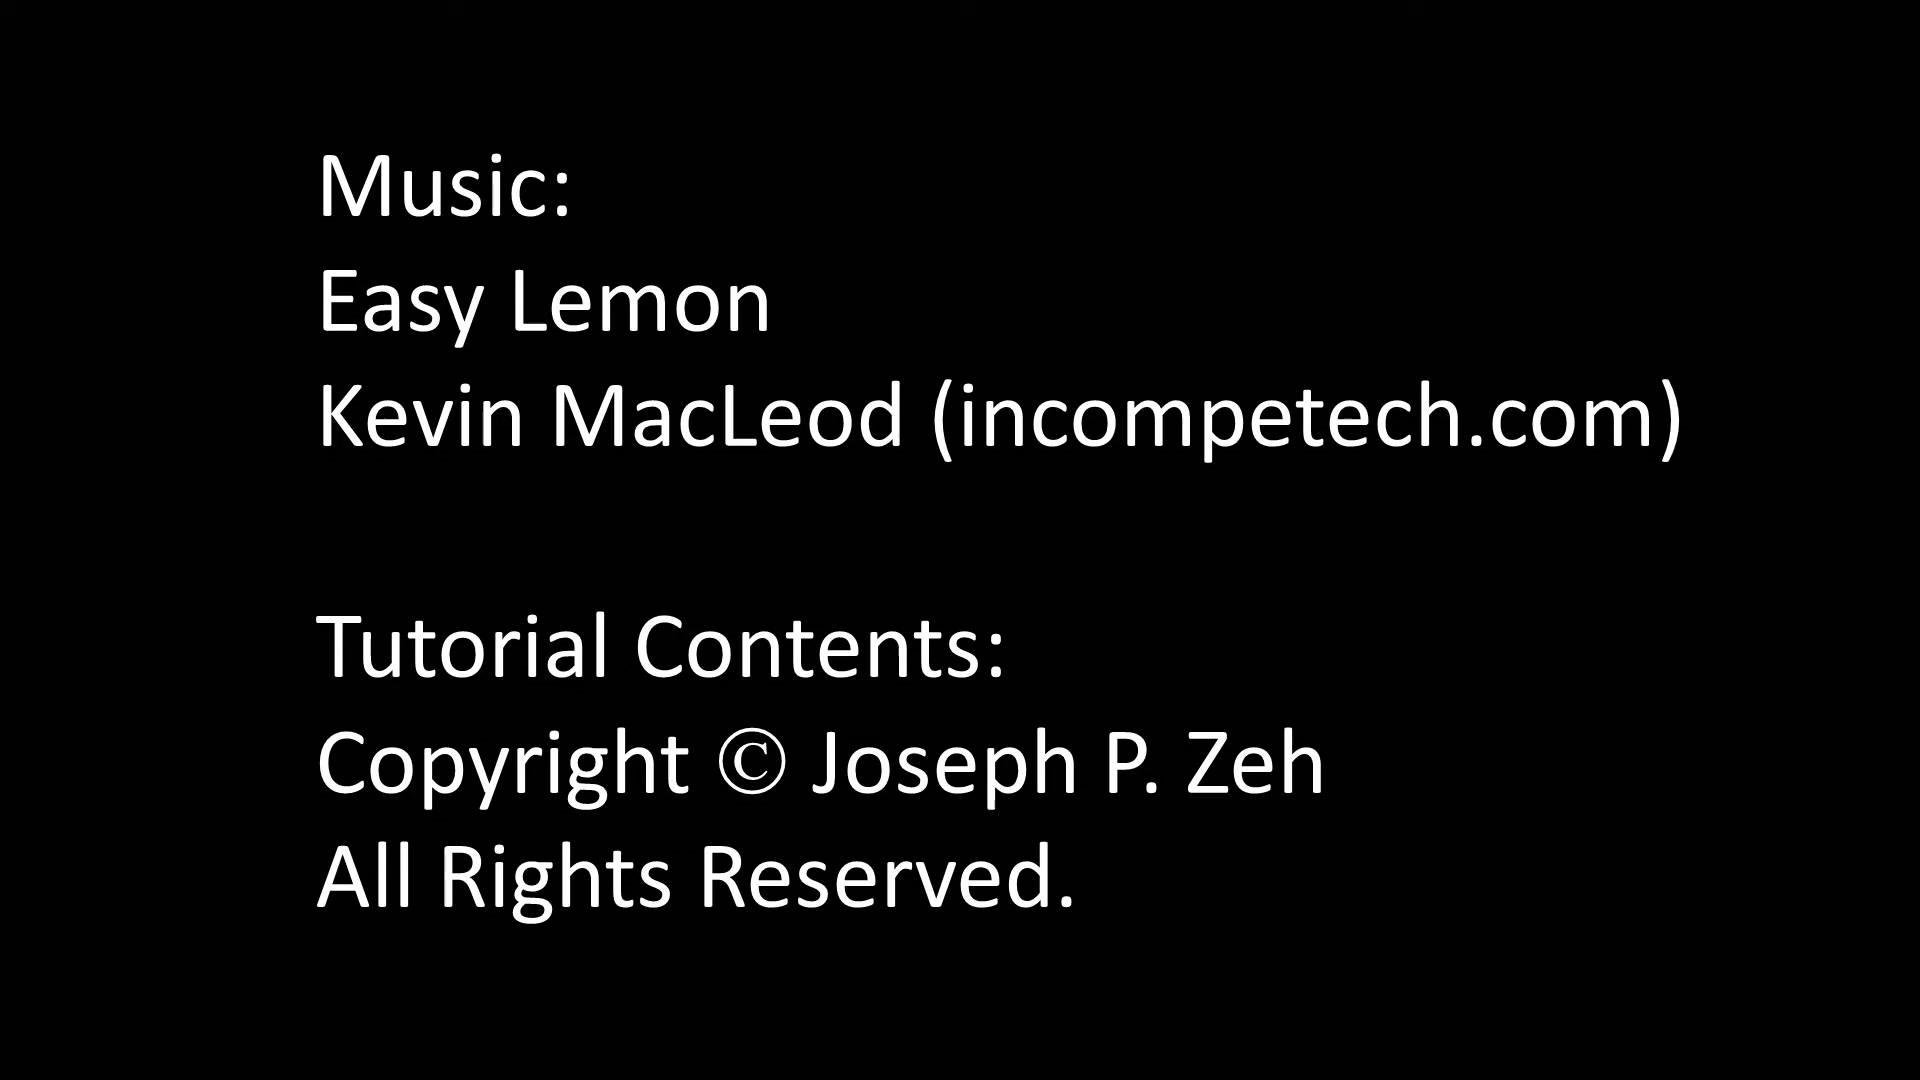 Music:
Easy Lemon
Kevin MacLeod (incompetech.com)
Tutorial Contents:
Copyright © Joseph P. Zeh
All Rights Reserved.